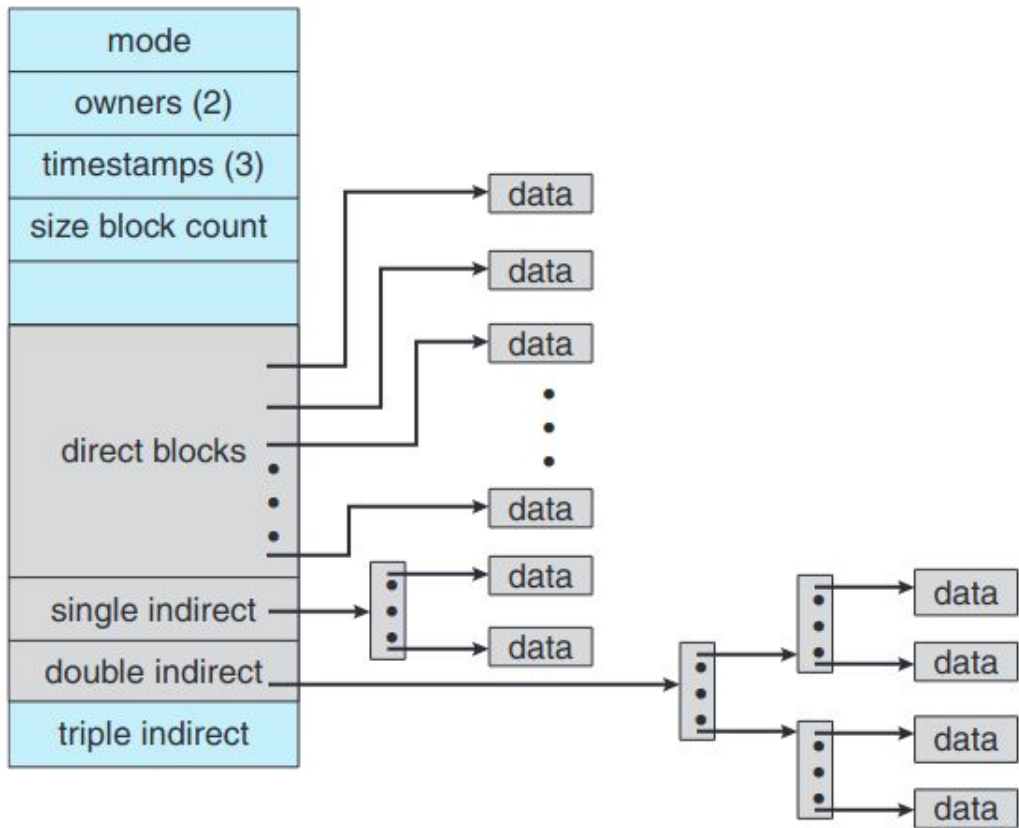 mode
owners (2)
timestamps (3)
size block count
data
data
data
direct blocks
data
data
single indirect
data
data
double indirect
data
triple indirect
data
data